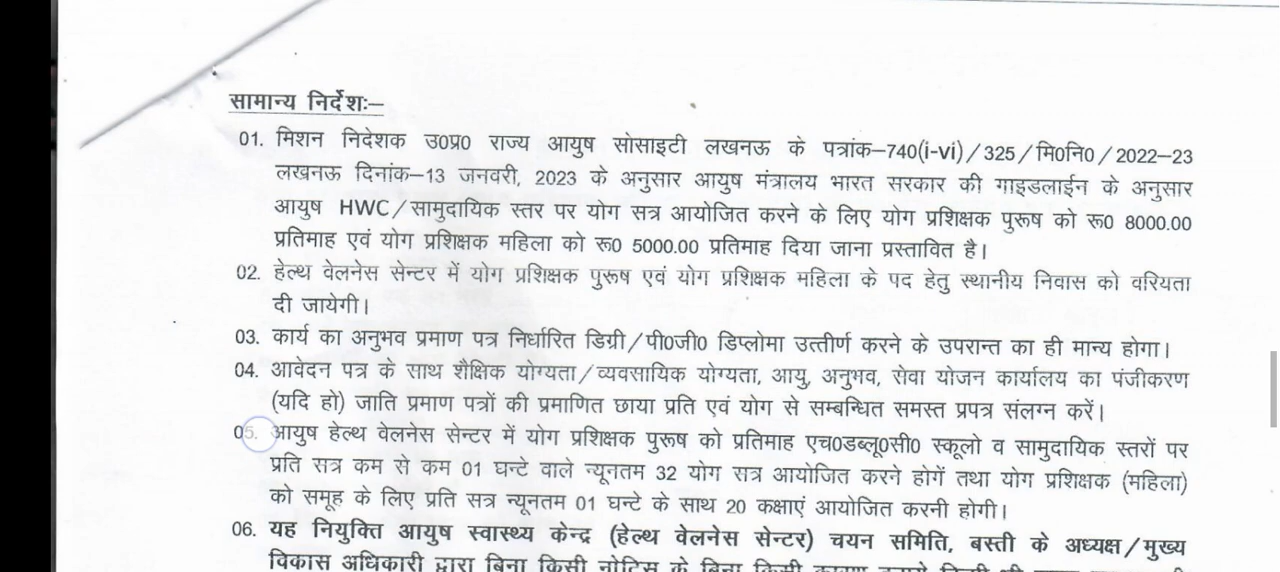 सामान्य निर्देशः–
01. मिशन निदेशक उ0प्र0 राज्य आयुष सोसाइटी लखनऊ के पत्रांक–740(i-vi)/325/मि0नि0/2022–23
लखनऊ दिनांक–13 जनवरी, 2023 के अनुसार आयुष मंत्रालय भारत सरकार की गाइडलाईन के अनुसार
आयुष HWC/सामुदायिक स्तर पर योग सत्र आयोजित करने के लिए योग प्रशिक्षक पुरूष को रू0 8000.00
प्रतिमाह एवं योग प्रशिक्षक महिला को रू0 5000.00 प्रतिमाह दिया जाना प्रस्तावित है।
02. हेल्थ वेलनेस सेन्टर में योग प्रशिक्षक पुरूष एवं योग प्रशिक्षक महिला के पद हेतु स्थानीय निवास को वरियता
दी जायेगी।
03. कार्य का अनुभव प्रमाण पत्र निर्धारित डिग्री/पी0जी0 डिप्लोमा उत्तीर्ण करने के उपरान्त का ही मान्य होगा।
04. आवेदन पत्र के साथ शैक्षिक योग्यता/व्यवसायिक योग्यता, आयु, अनुभव, सेवा योजन कार्यालय का पंजीकरण
(यदि हो) जाति प्रमाण पत्रों की प्रमाणित छाया प्रति एवं योग से सम्बन्धित समस्त प्रपत्र संलग्न करें।
05. आयुष हेल्थ वेलनेस सेन्टर में योग प्रशिक्षक पुरूष को प्रतिमाह एच0डब्लू0सी0 स्कूलो व सामुदायिक स्तरों पर
प्रति सत्र कम से कम 01 घन्टे वाले न्यूनतम 32 योग सत्र आयोजित करने होगें तथा योग प्रशिक्षक (महिला)
को समूह के लिए प्रति सत्र न्यूनतम 01 घन्टे के साथ 20 कक्षाएं आयोजित करनी होगी।
06. यह नियुक्ति आयुष स्वास्थ्य केन्द्र (हेल्थ वेलनेस सेन्टर) चयन समिति, बस्ती के अध्यक्ष/मुख्य
विकास अधिकारी द्वारा बिना किसी नोटिस के बिना किसी